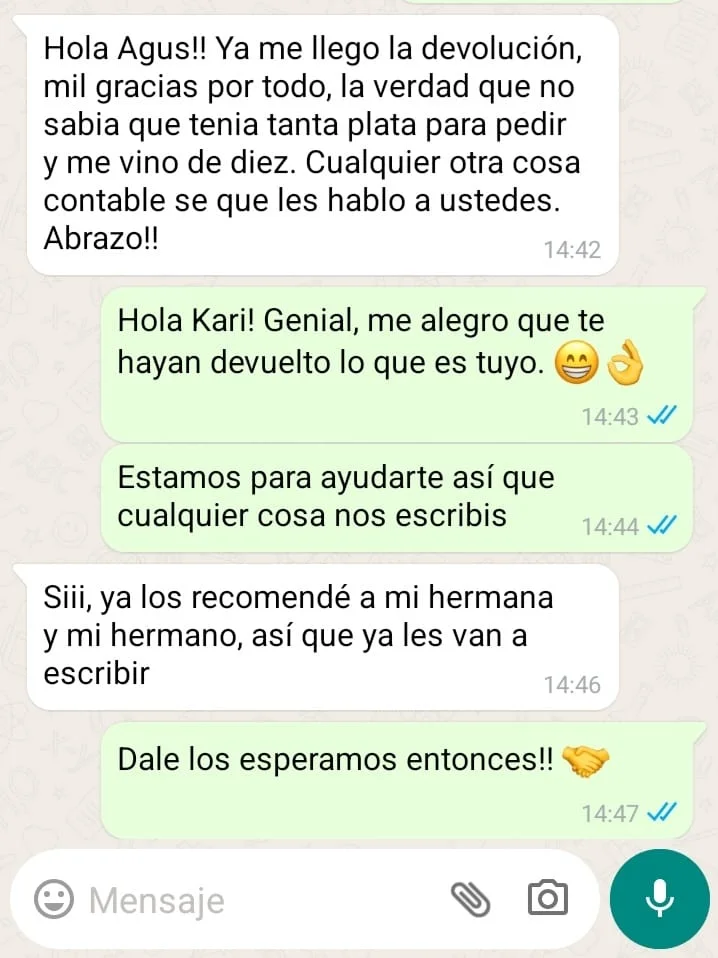 Hola Agus!! Ya me llego la devolución,
mil gracias por todo, la verdad que no
sabia que tenia tanta plata para pedir
y me vino de diez. Cualquier otra cosa
contable se que les hablo a ustedes.
Abrazo!!
14:42
Hola Kari! Genial, me alegro que te
hayan devuelto lo que es tuyo. 😁👌
14:43
Estamos para ayudarte así que
cualquier cosa nos escribis
14:44
Siii, ya los recomendé a mi hermana
y mi hermano, así que ya les van a
escribir
14:46
Dale los esperamos entonces!! 🤝
14:47
Mensaje